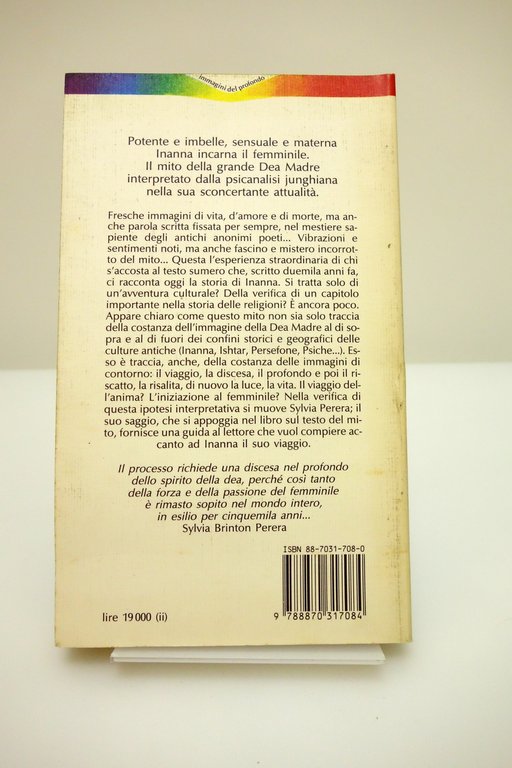 immagini del profondo
Potente e imbelle, sensuale e materna
Inanna incarna il femminile.
Il mito della grande Dea Madre
interpretato dalla psicanalisi junghiana
nella sua sconcertante attualità.
Fresche immagini di vita, d'amore e di morte, ma an-
che parola scritta fissata per sempre, nel mestiere sa-
piente degli antichi anonimi poeti... Vibrazioni e
sentimenti noti, ma anche fascino e mistero incorrot-
to del mito... Questa l'esperienza straordinaria di chi
s'accosta al testo sumero che, scritto duemila anni fa,
ci racconta oggi la storia di Inanna. Si tratta solo di
un'avventura culturale? Della verifica di un capitolo
importante nella storia delle religioni? È ancora poco.
Appare chiaro come questo mito non sia solo traccia
della costanza dell'immagine della Dea Madre al di so-
pra e al di fuori dei confini storici e geografici delle
culture antiche (Inanna, Ishtar, Persefone, Psiche...). Es-
so è traccia, anche, della costanza delle immagini di
contorno: il viaggio, la discesa, il profondo e poi il ri-
scatto, la risalita, di nuovo la luce, la vita. Il viaggio del-
l'anima? L'iniziazione al femminile? Nella verifica di
questa ipotesi interpretativa si muove Sylvia Perera; il
suo saggio, che si appoggia nel libro sul testo del mi-
to, fornisce una guida al lettore che vuol compiere ac-
canto ad Inanna il suo viaggio.
Il processo richiede una discesa nel profondo
dello spirito della dea, perché così tanto
della forza e della passione del femminile
è rimasto sopito nel mondo intero,
in esilio per cinquemila anni...
Sylvia Brinton Perera
ISBN 88-7031-708-0
9 788870 317084
lire 19 000 (ii)